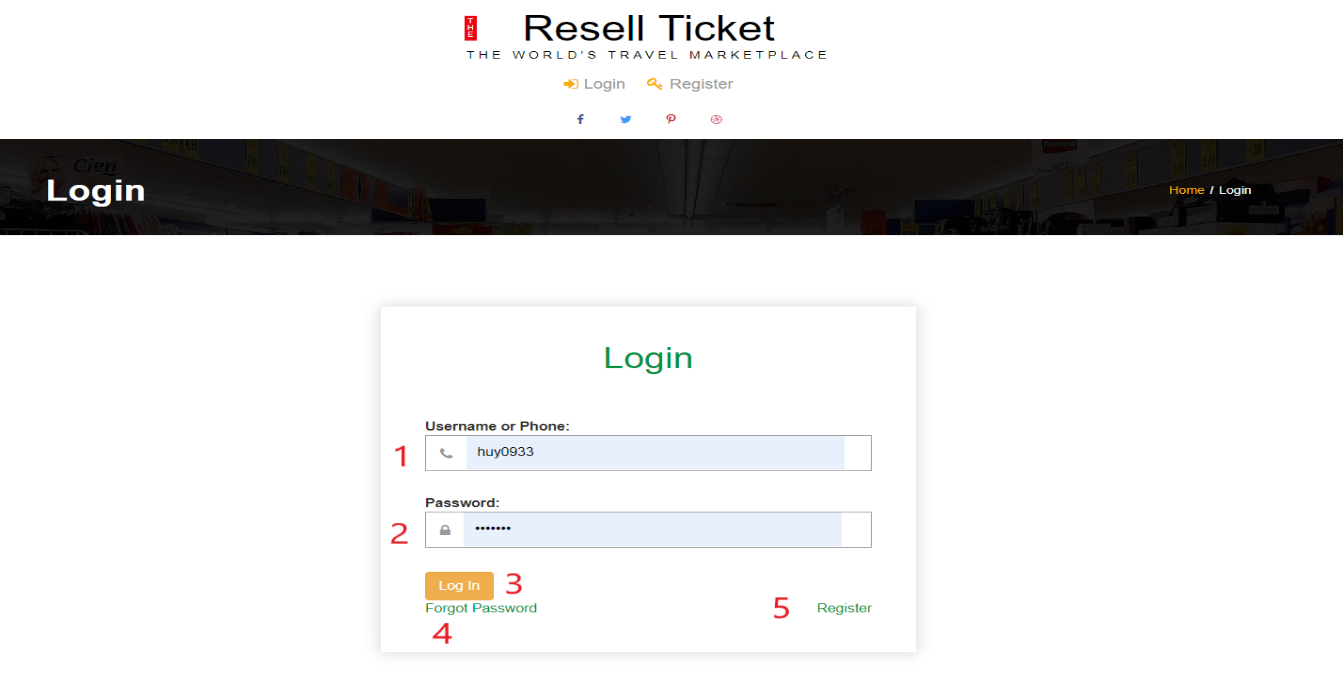 THE Resell Ticket
THE WORLD'S TRAVEL MARKETPLACE
Login Register
Cien
Login
Home / Login
Login
Username or Phone:
1 huy0933
Password:
2 •••••••
Log In 3
Forgot Password 5 Register
4